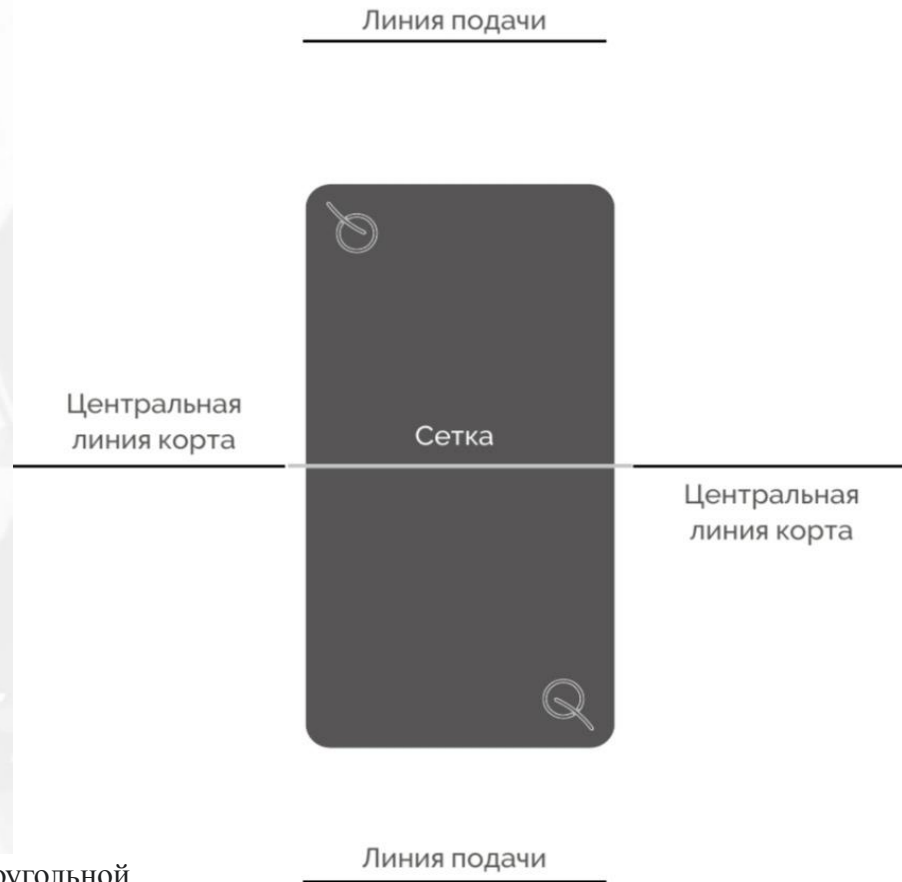 Линия подачи
Центральная
линия корта
Сетка
Центральная
линия корта
Линия подачи